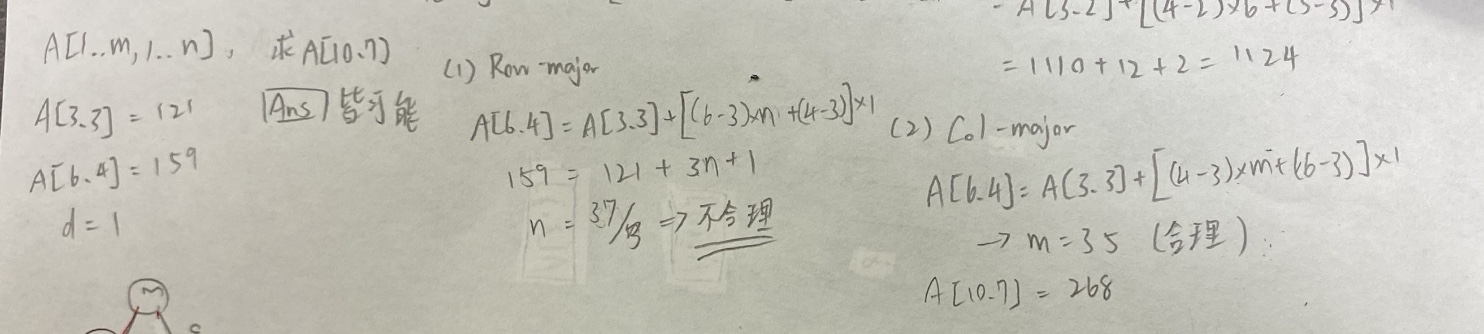 = A[3.2] + [(4-2)×6+(5-3)]×1
= 1110 + 12 + 2 = 1124
A[1..m, 1..n], 求 A[10.7]
A[3.3] = 121
A[6.4] = 159
d = 1
Ans 皆可能
(1) Row-major
A[6.4] = A[3.3] + [(6-3)×n + (4-3)]×1
159 = 121 + 3n + 1
n = 37/3 => 不合理
(2) Col-major
A[6.4] = A[3.3] + [(4-3)×m + (6-3)]×1
→ m = 35 (合理)
A[10.7] = 268
M